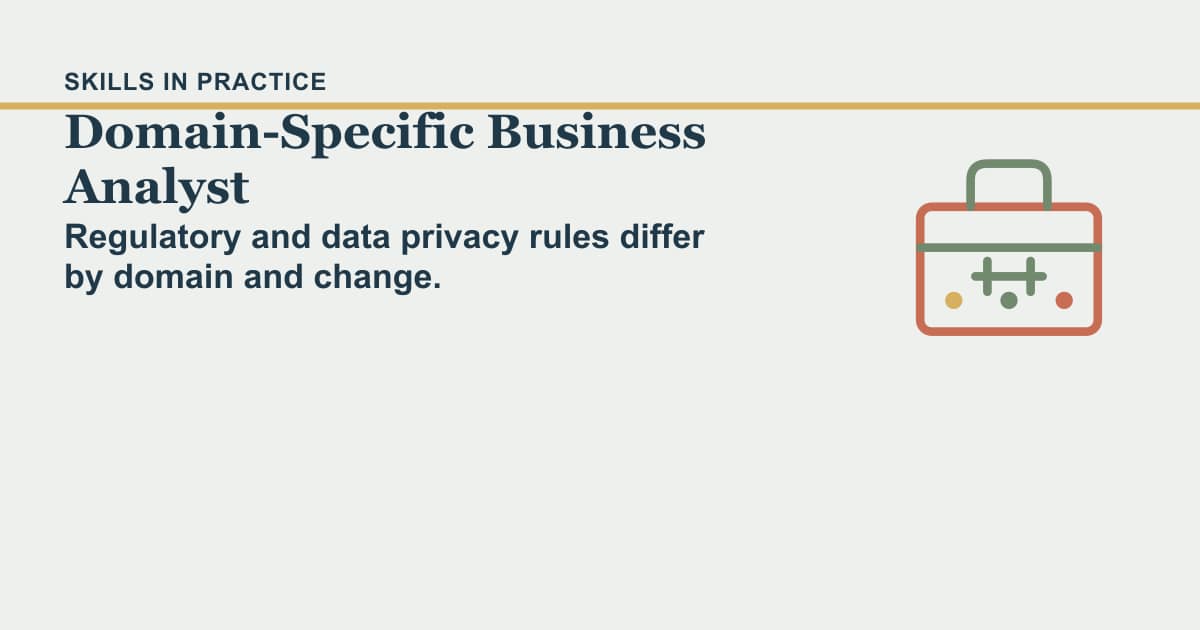 SKILLS IN PRACTICE
Domain-Specific Business
Analyst
Regulatory and data privacy rules differ
by domain and change.